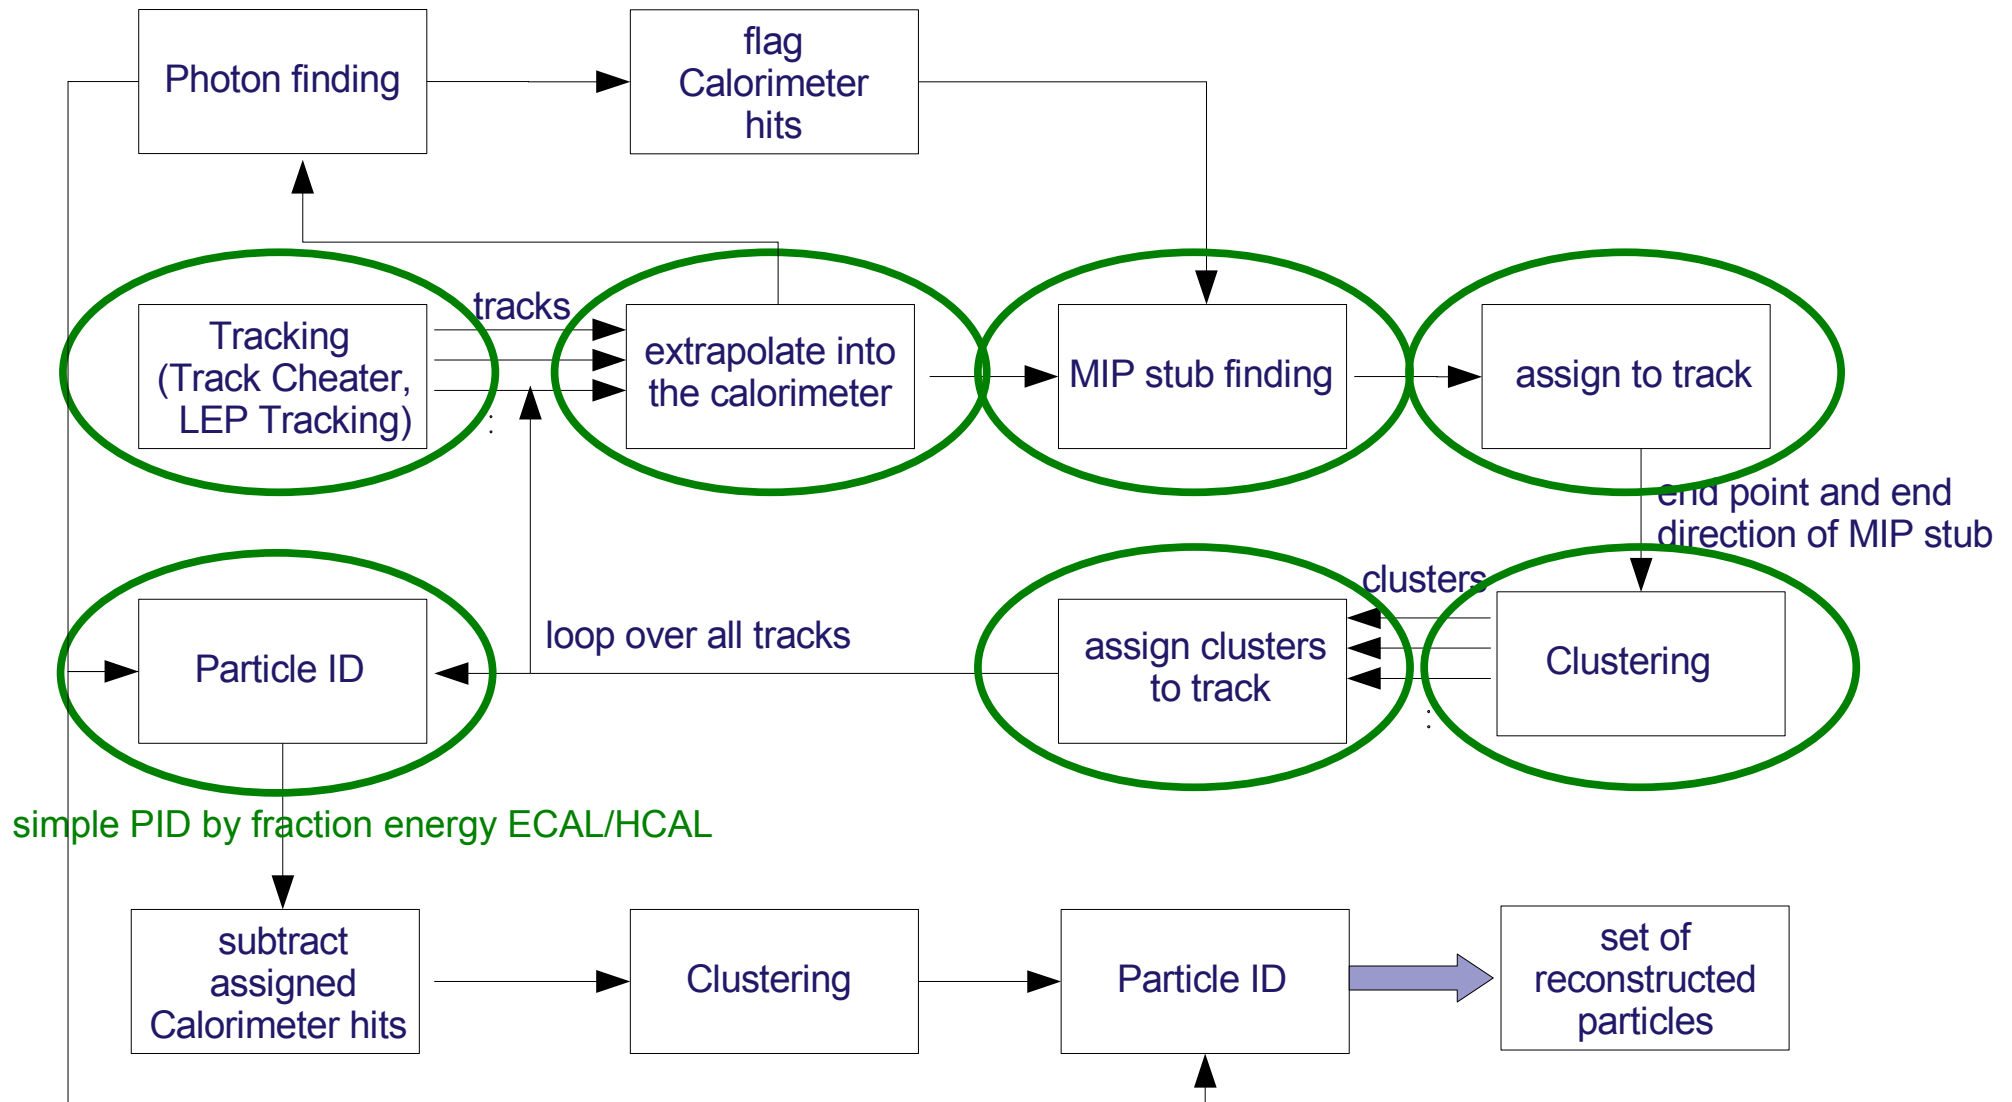 Photon finding
flag
Calorimeter
hits
tracks
Tracking
(Track Cheater,
LEP Tracking)
:
extrapolate into
the calorimeter
MIP stub finding
assign to track
end point and end
direction of MIP stub
clusters
Particle ID
loop over all tracks
assign clusters
to track
Clustering
:
simple PID by fraction energy ECAL/HCAL
subtract
assigned
Calorimeter hits
Clustering
Particle ID
set of
reconstructed
particles